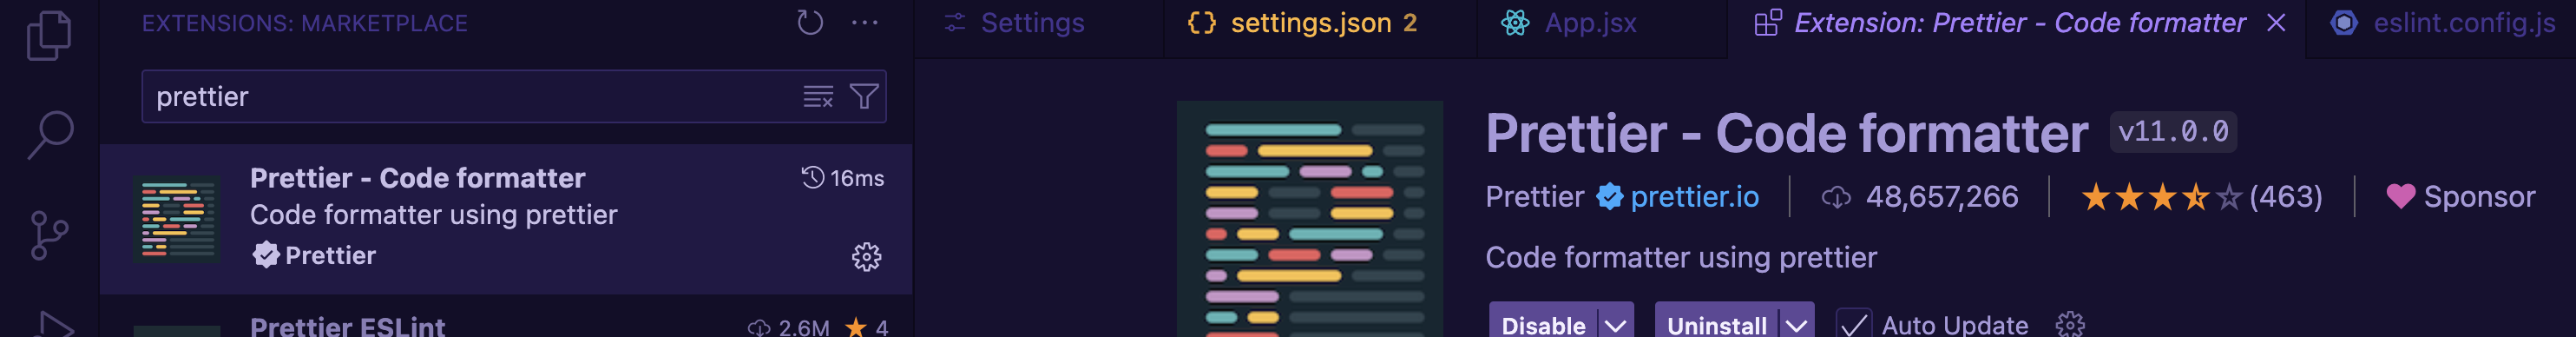 EXTENSIONS: MARKETPLACE
prettier
Prettier - Code formatter
16ms
Code formatter using prettier
Prettier
Prettier ESLint
2.6M
4
Settings
settings.json 2
App.jsx
Extension: Prettier - Code formatter
eslint.config.js
Prettier - Code formatter v11.0.0
Prettier prettier.io 48,657,266 (463) Sponsor
Code formatter using prettier
Disable Uninstall Auto Update